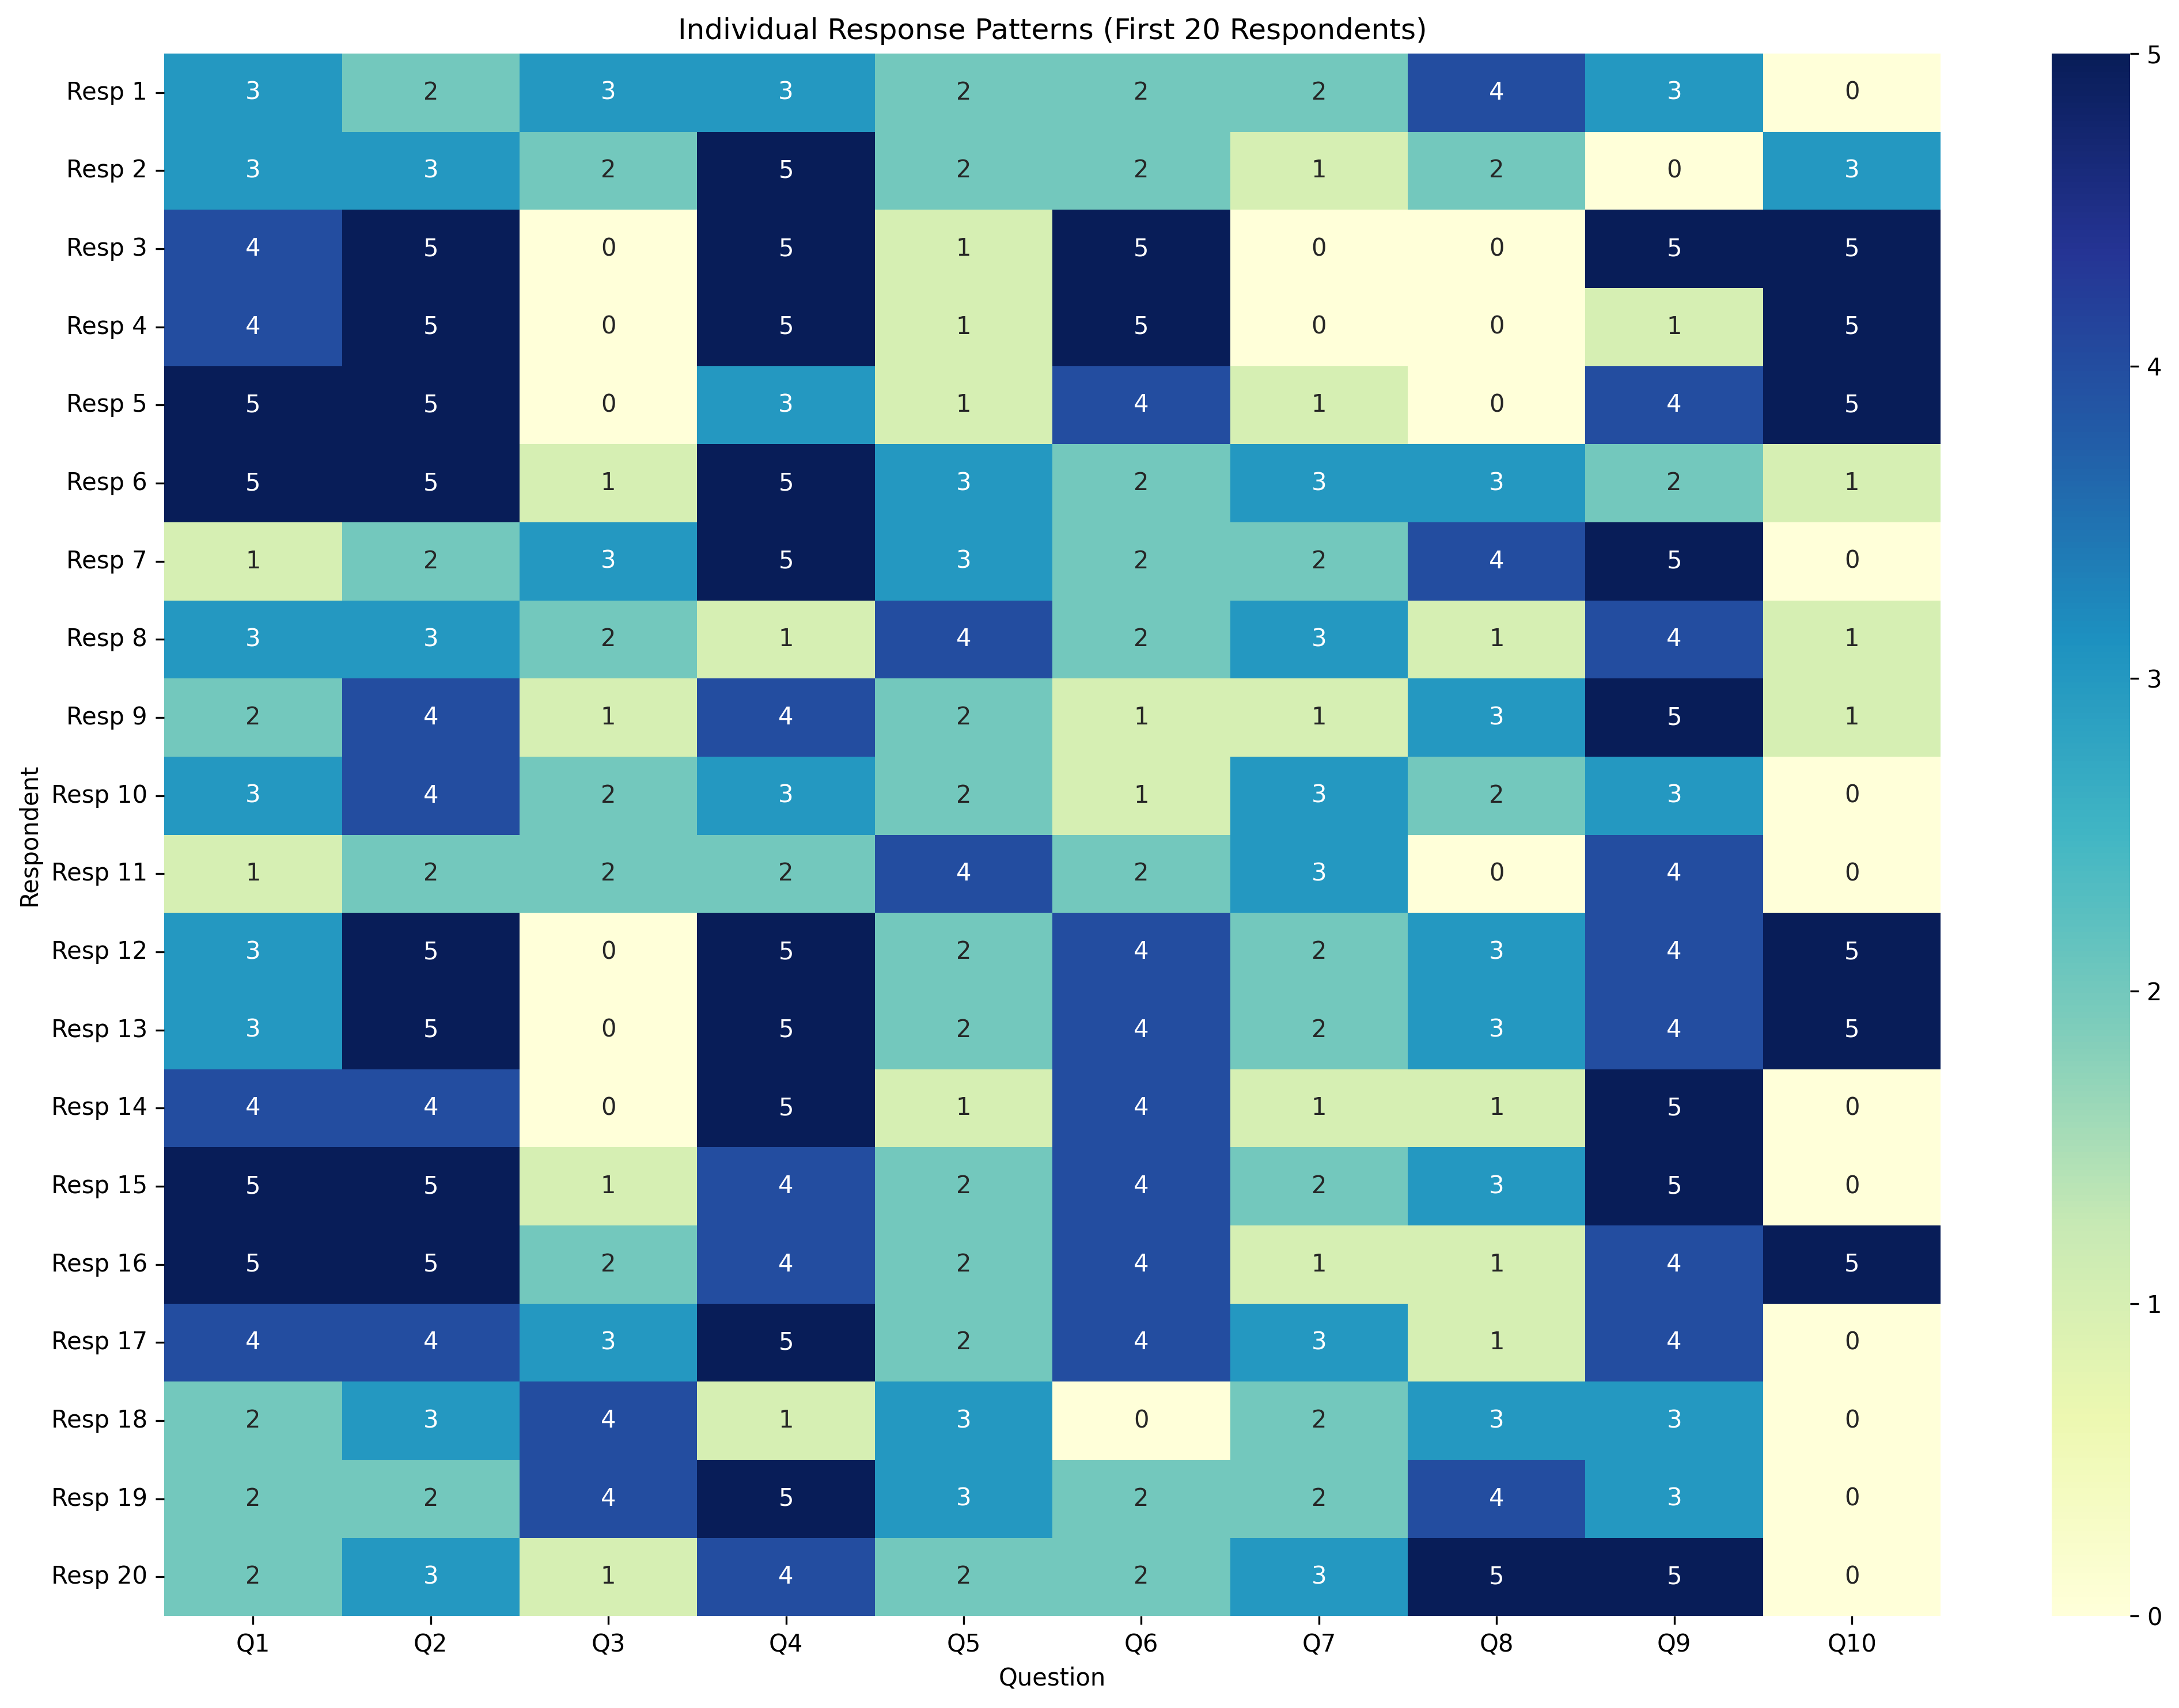 Individual Response Patterns (First 20 Respondents)
Resp 1 3 2 3 3 2 2 2 4 3 0
Resp 2 3 3 2 5 2 2 1 2 0 3
Resp 3 4 5 0 5 1 5 0 0 5 5
Resp 4 4 5 0 5 1 5 0 0 1 5
Resp 5 5 5 0 3 1 4 1 0 4 5
Resp 6 5 5 1 5 3 2 3 3 2 1
Resp 7 1 2 3 5 3 2 2 4 5 0
Resp 8 3 3 2 1 4 2 3 1 4 1
Resp 9 2 4 1 4 2 1 1 3 5 1
Resp 10 3 4 2 3 2 1 3 2 3 0
Resp 11 1 2 2 2 4 2 3 0 4 0
Resp 12 3 5 0 5 2 4 2 3 4 5
Resp 13 3 5 0 5 2 4 2 3 4 5
Resp 14 4 4 0 5 1 4 1 1 5 0
Resp 15 5 5 1 4 2 4 2 3 5 0
Resp 16 5 5 2 4 2 4 1 1 4 5
Resp 17 4 4 3 5 2 4 3 1 4 0
Resp 18 2 3 4 1 3 0 2 3 3 0
Resp 19 2 2 4 5 3 2 2 4 3 0
Resp 20 2 3 1 4 2 2 3 5 5 0
Q1 Q2 Q3 Q4 Q5 Q6 Q7 Q8 Q9 Q10
Question
Respondent
5
4
3
2
1
0